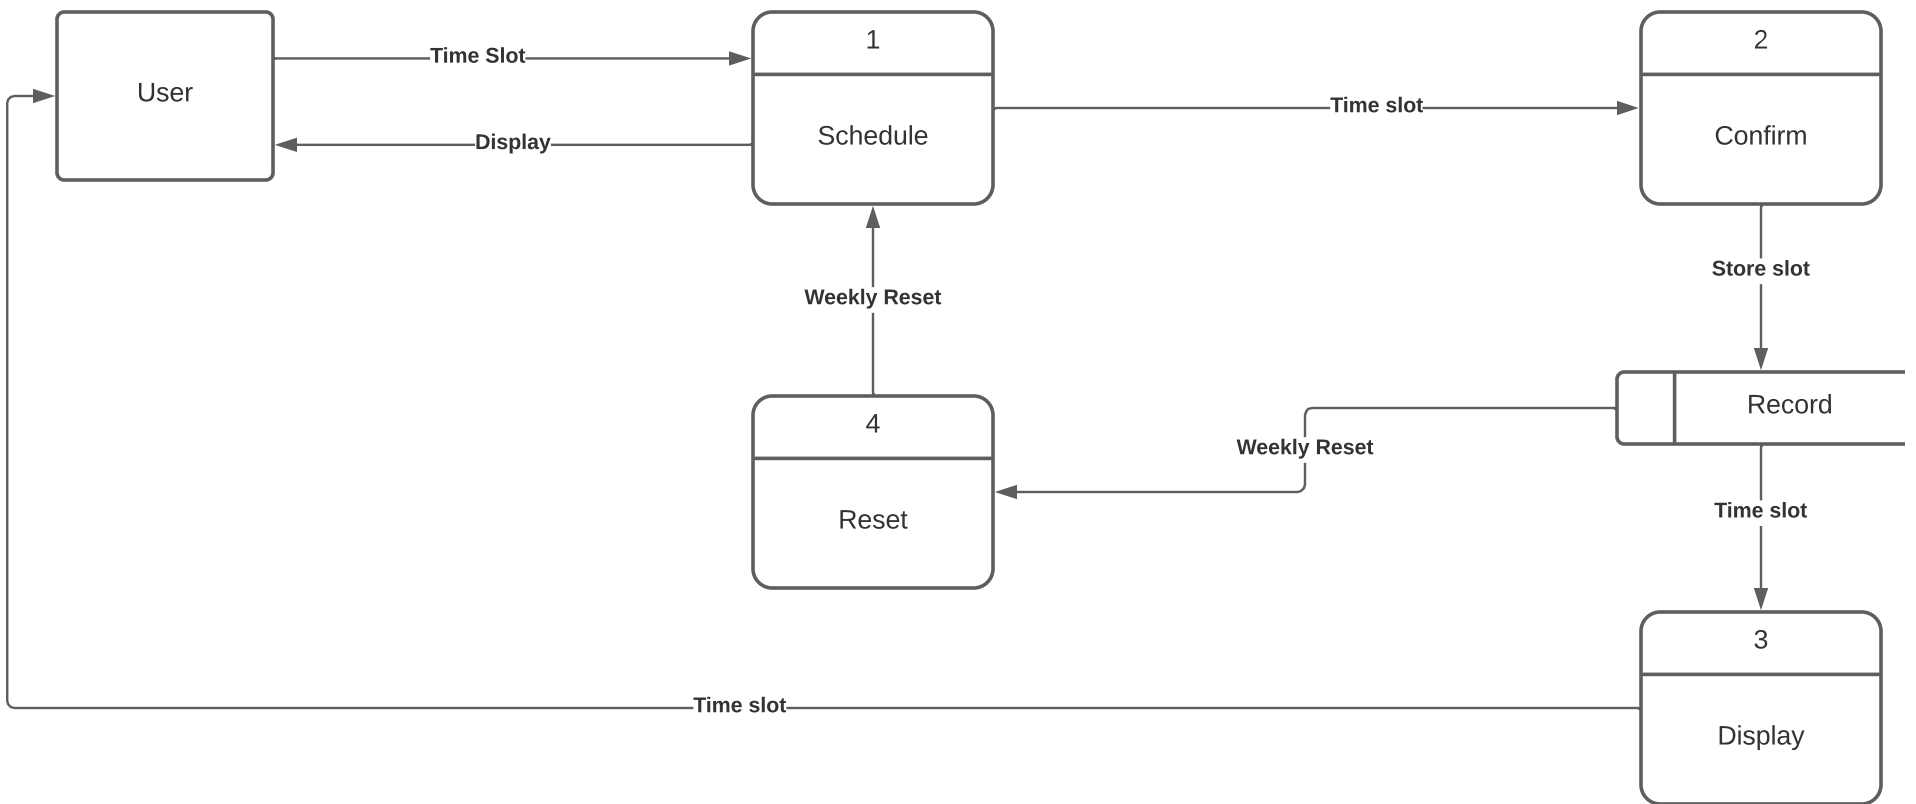 User
Time Slot
Display
1
Schedule
Time slot
2
Confirm
Store slot
Weekly Reset
Record
Weekly Reset
4
Reset
Time slot
3
Display
Time slot